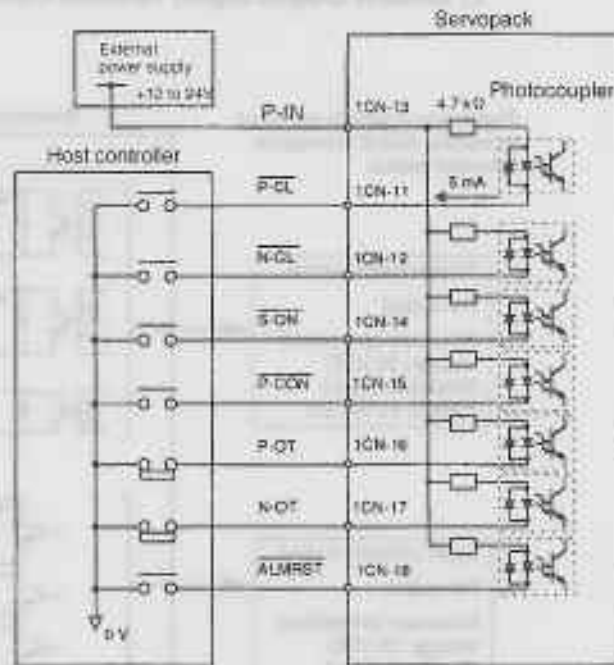 Servopack
External
power supply
+12 to 24V
Photocoupler
P-IN
1CN-13
4.7 kΩ
Host controller
P-CL
1CN-11
5 mA
N-CL
1CN-12
S-ON
1CN-14
P-CON
1CN-15
P-OT
1CN-16
N-OT
1CN-17
ALMRST
1CN-18
0 V